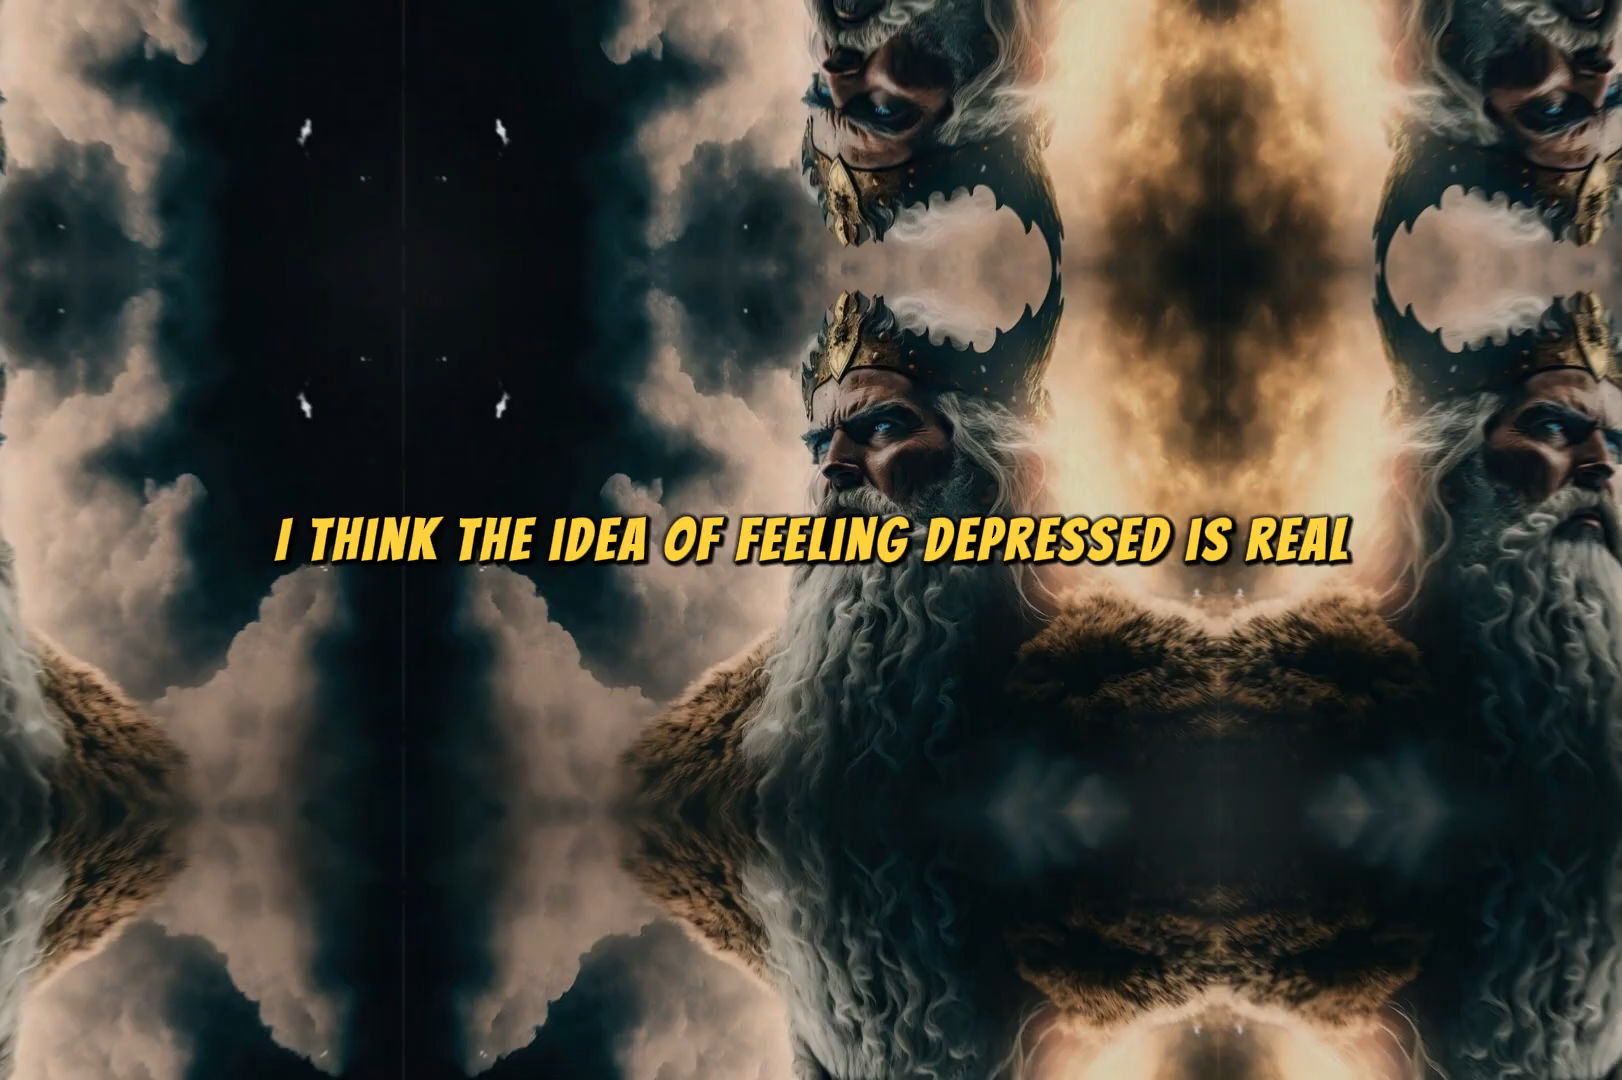 I THINK THE IDEA OF FEELING DEPRESSED IS REAL